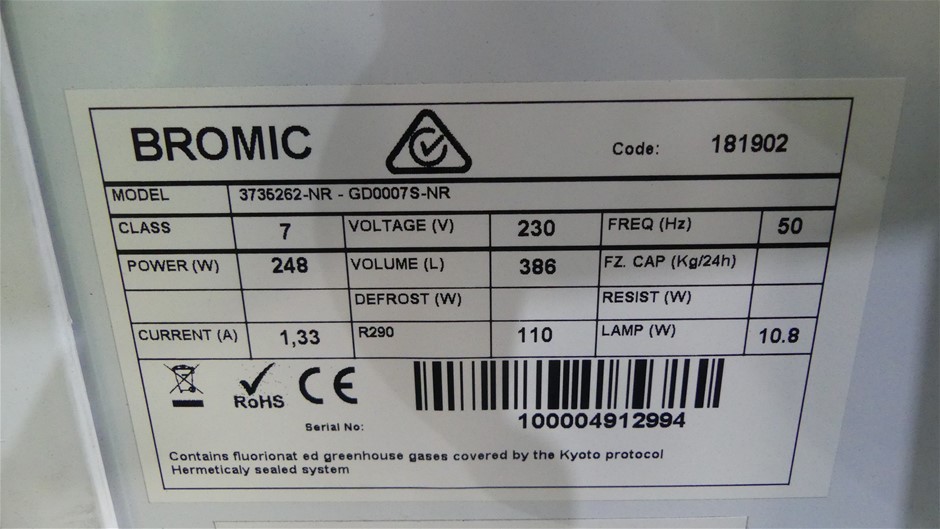 BROMIC Code: 181902
MODEL 3735262-NR - GD0007S-NR
CLASS 7 VOLTAGE (V) 230 FREQ (Hz) 50
POWER (W) 248 VOLUME (L) 386 FZ. CAP (Kg/24h)
DEFROST (W) RESIST (W)
CURRENT (A) 1,33 R290 110 LAMP (W) 10.8
RoHS CE
Serial No: 100004912994
Contains fluorionat ed greenhouse gases covered by the Kyoto protocol
Hermeticaly sealed system